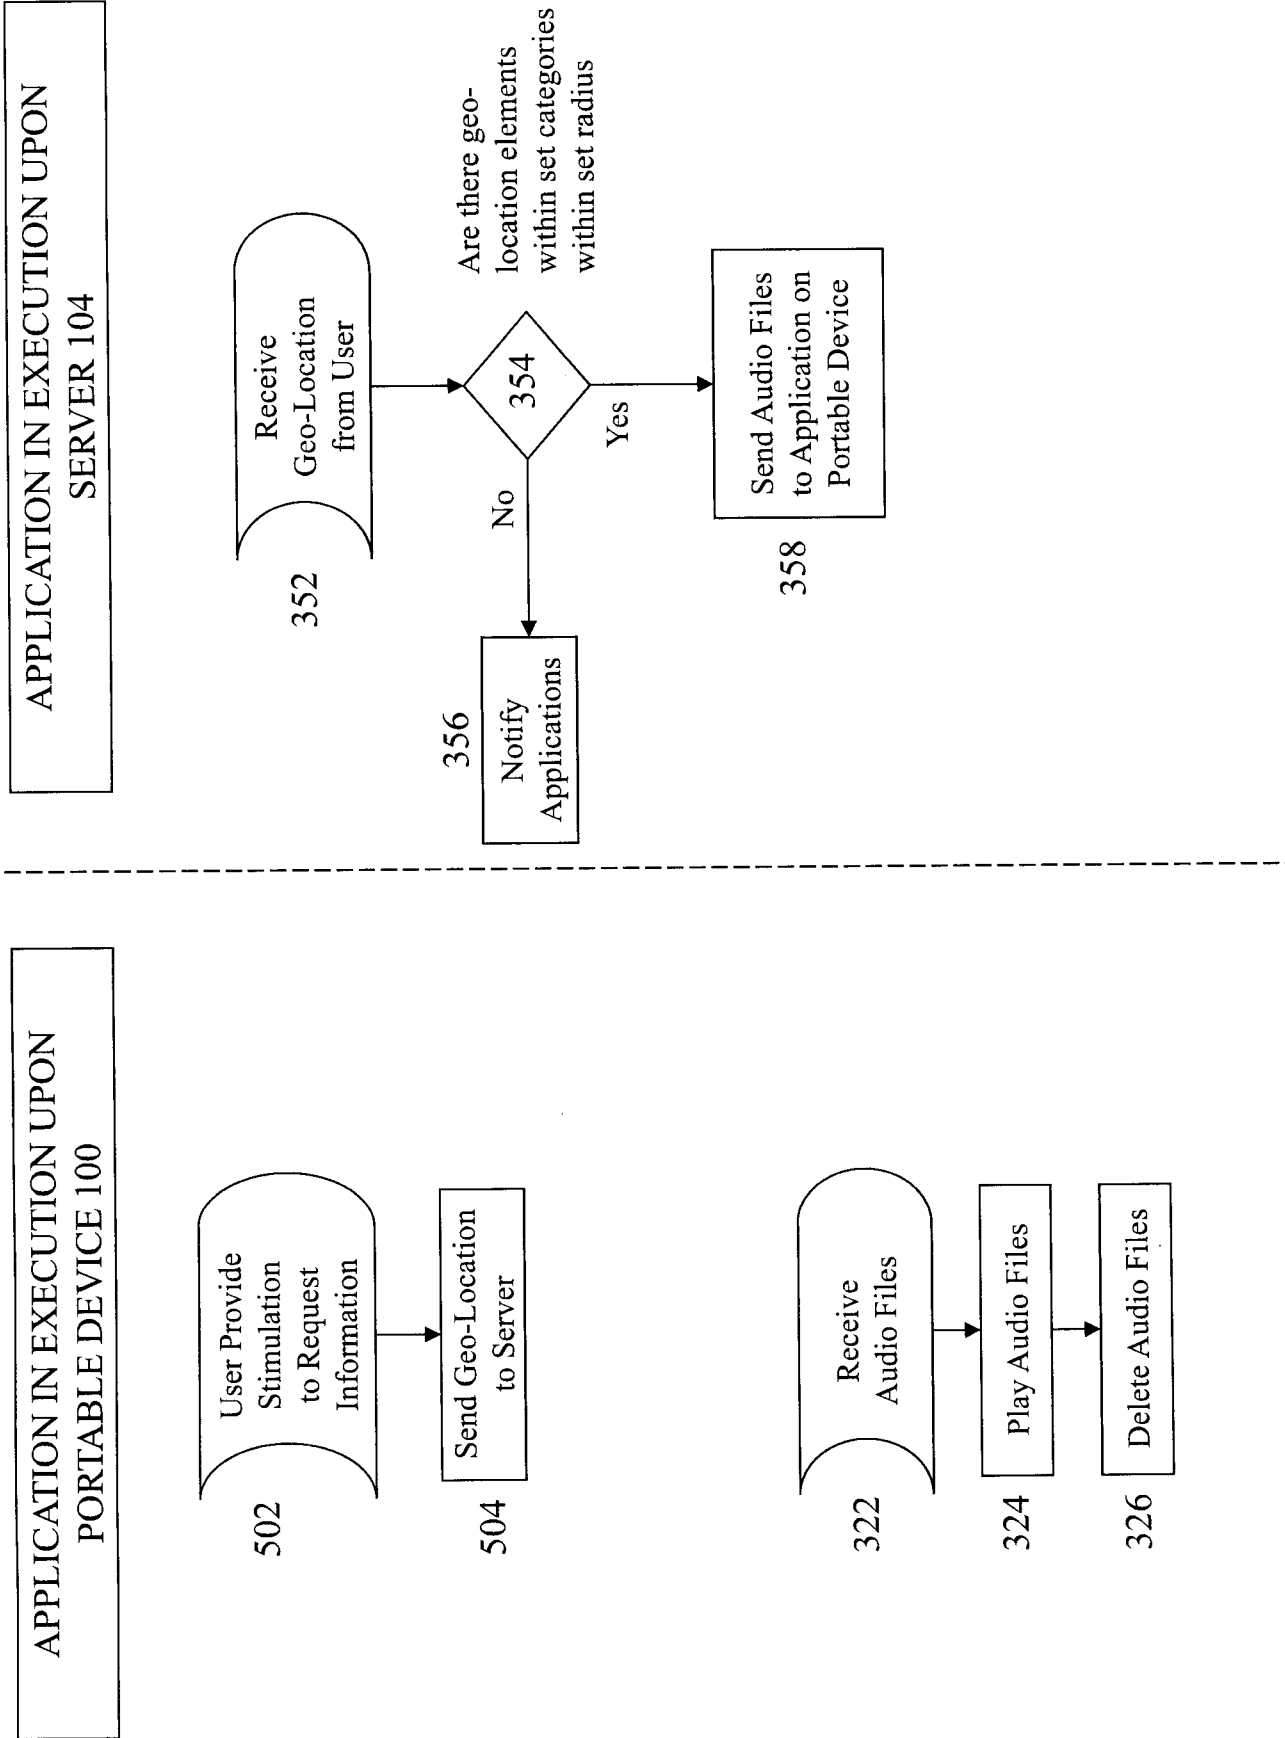 APPLICATION IN EXECUTION UPON
PORTABLE DEVICE 100
502
User Provide
Stimulation
to Request
Information
504
Send Geo-Location
to Server
322
Receive
Audio Files
324
Play Audio Files
326
Delete Audio Files
APPLICATION IN EXECUTION UPON
SERVER 104
352
Receive
Geo-Location
from User
354
Are there geo-
location elements
within set categories
within set radius
No
356
Notify
Applications
Yes
358
Send Audio Files
to Application on
Portable Device